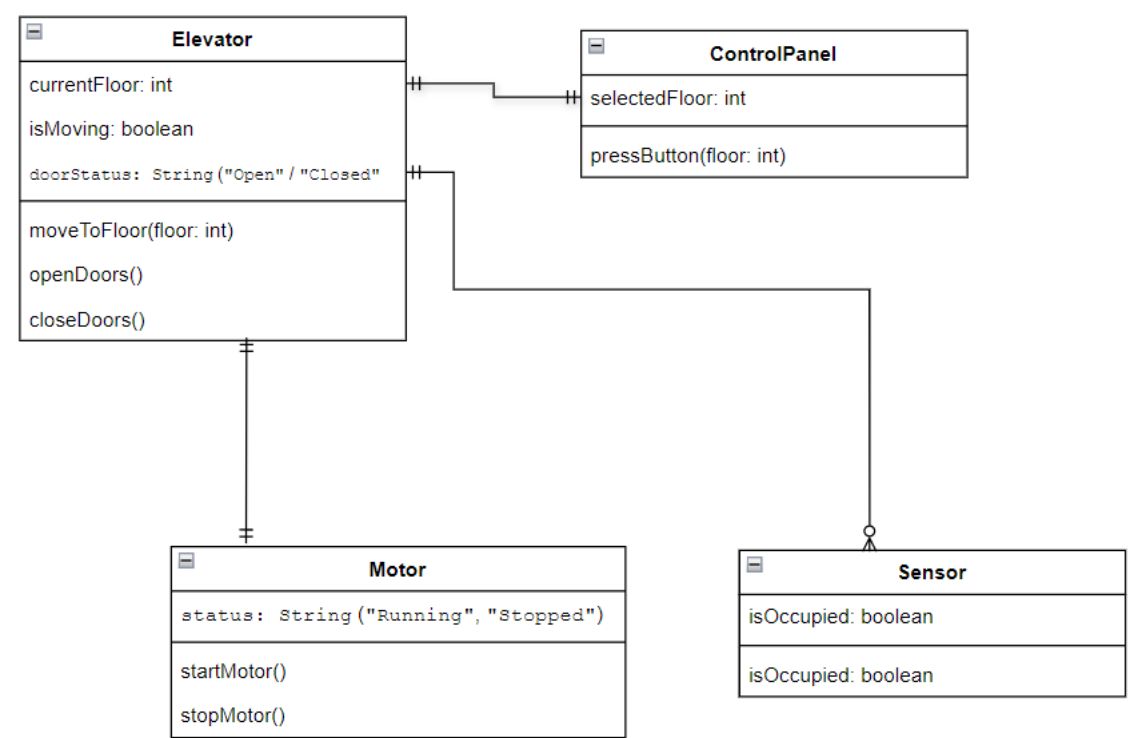 Elevator
currentFloor: int
isMoving: boolean
doorStatus: String ("Open" / "Closed"
moveToFloor(floor: int)
openDoors()
closeDoors()
ControlPanel
selectedFloor: int
pressButton(floor: int)
Motor
status: String ("Running", "Stopped")
startMotor()
stopMotor()
Sensor
isOccupied: boolean
isOccupied: boolean